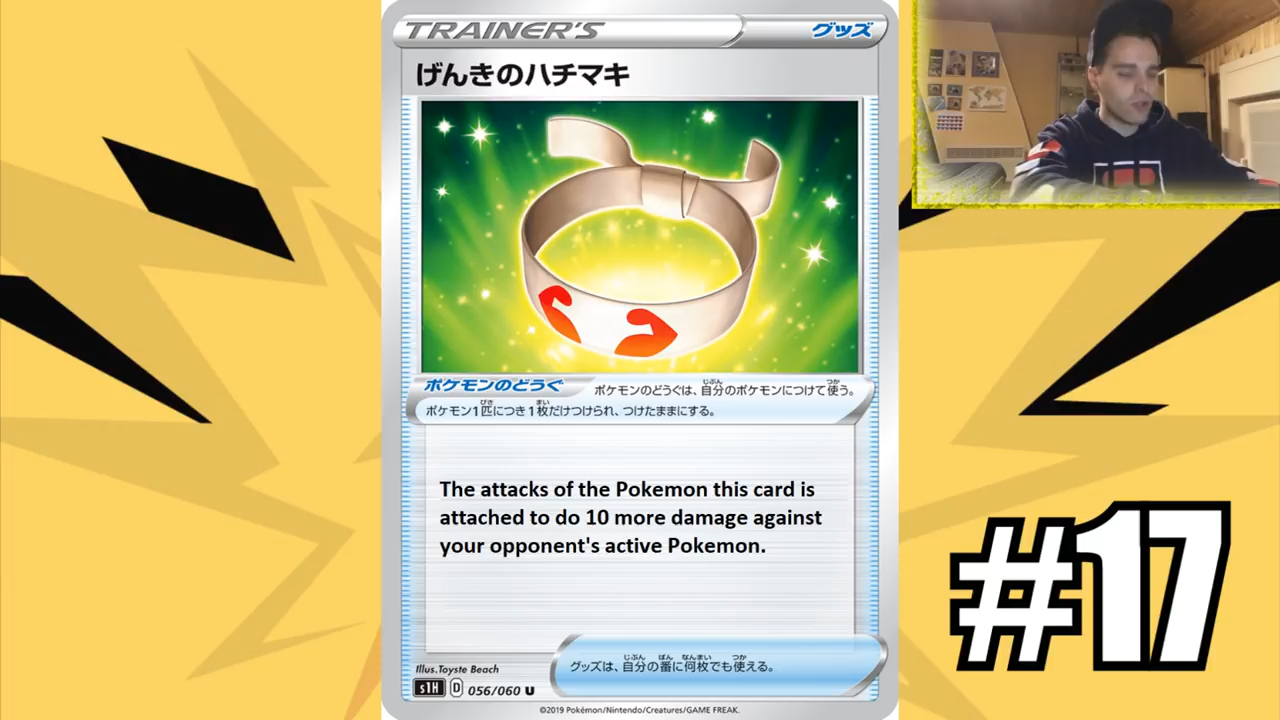 TRAINER'S
グッズ
げんきのハチマキ
ポケモンのどうぐ
ポケモンのどうぐは、自分のポケモンにつけて使う。
ポケモン1匹につき1枚だけつけられ、つけたままにする。
The attacks of the Pokemon this card is
attached to do 10 more damage against
your opponent's active Pokemon.
グッズは、自分の番に何枚でも使える。
Illus.Toyste Beach
s1H D 056/060 U
©2019 Pokémon/Nintendo/Creatures/GAME FREAK.
#17